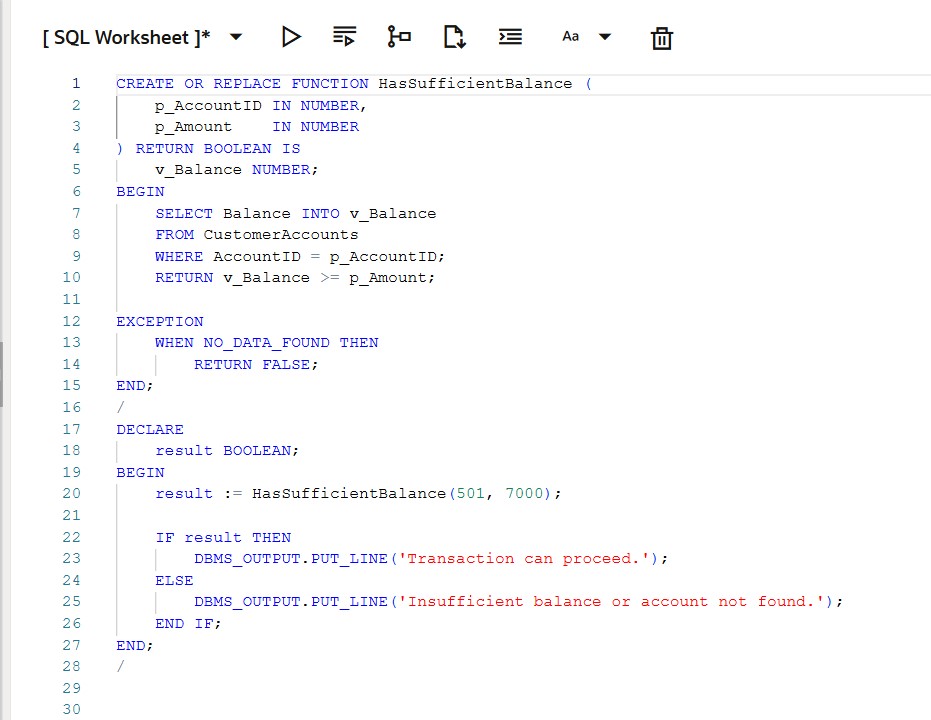 [ SQL Worksheet ]* Aa
1 CREATE OR REPLACE FUNCTION HasSufficientBalance (
2     p_AccountID IN NUMBER,
3     p_Amount    IN NUMBER
4 ) RETURN BOOLEAN IS
5     v_Balance NUMBER;
6 BEGIN
7     SELECT Balance INTO v_Balance
8     FROM CustomerAccounts
9     WHERE AccountID = p_AccountID;
10     RETURN v_Balance >= p_Amount;
11
12 EXCEPTION
13     WHEN NO_DATA_FOUND THEN
14         RETURN FALSE;
15 END;
16 /
17 DECLARE
18     result BOOLEAN;
19 BEGIN
20     result := HasSufficientBalance(501, 7000);
21
22     IF result THEN
23         DBMS_OUTPUT.PUT_LINE('Transaction can proceed.');
24     ELSE
25         DBMS_OUTPUT.PUT_LINE('Insufficient balance or account not found.');
26     END IF;
27 END;
28 /
29
30